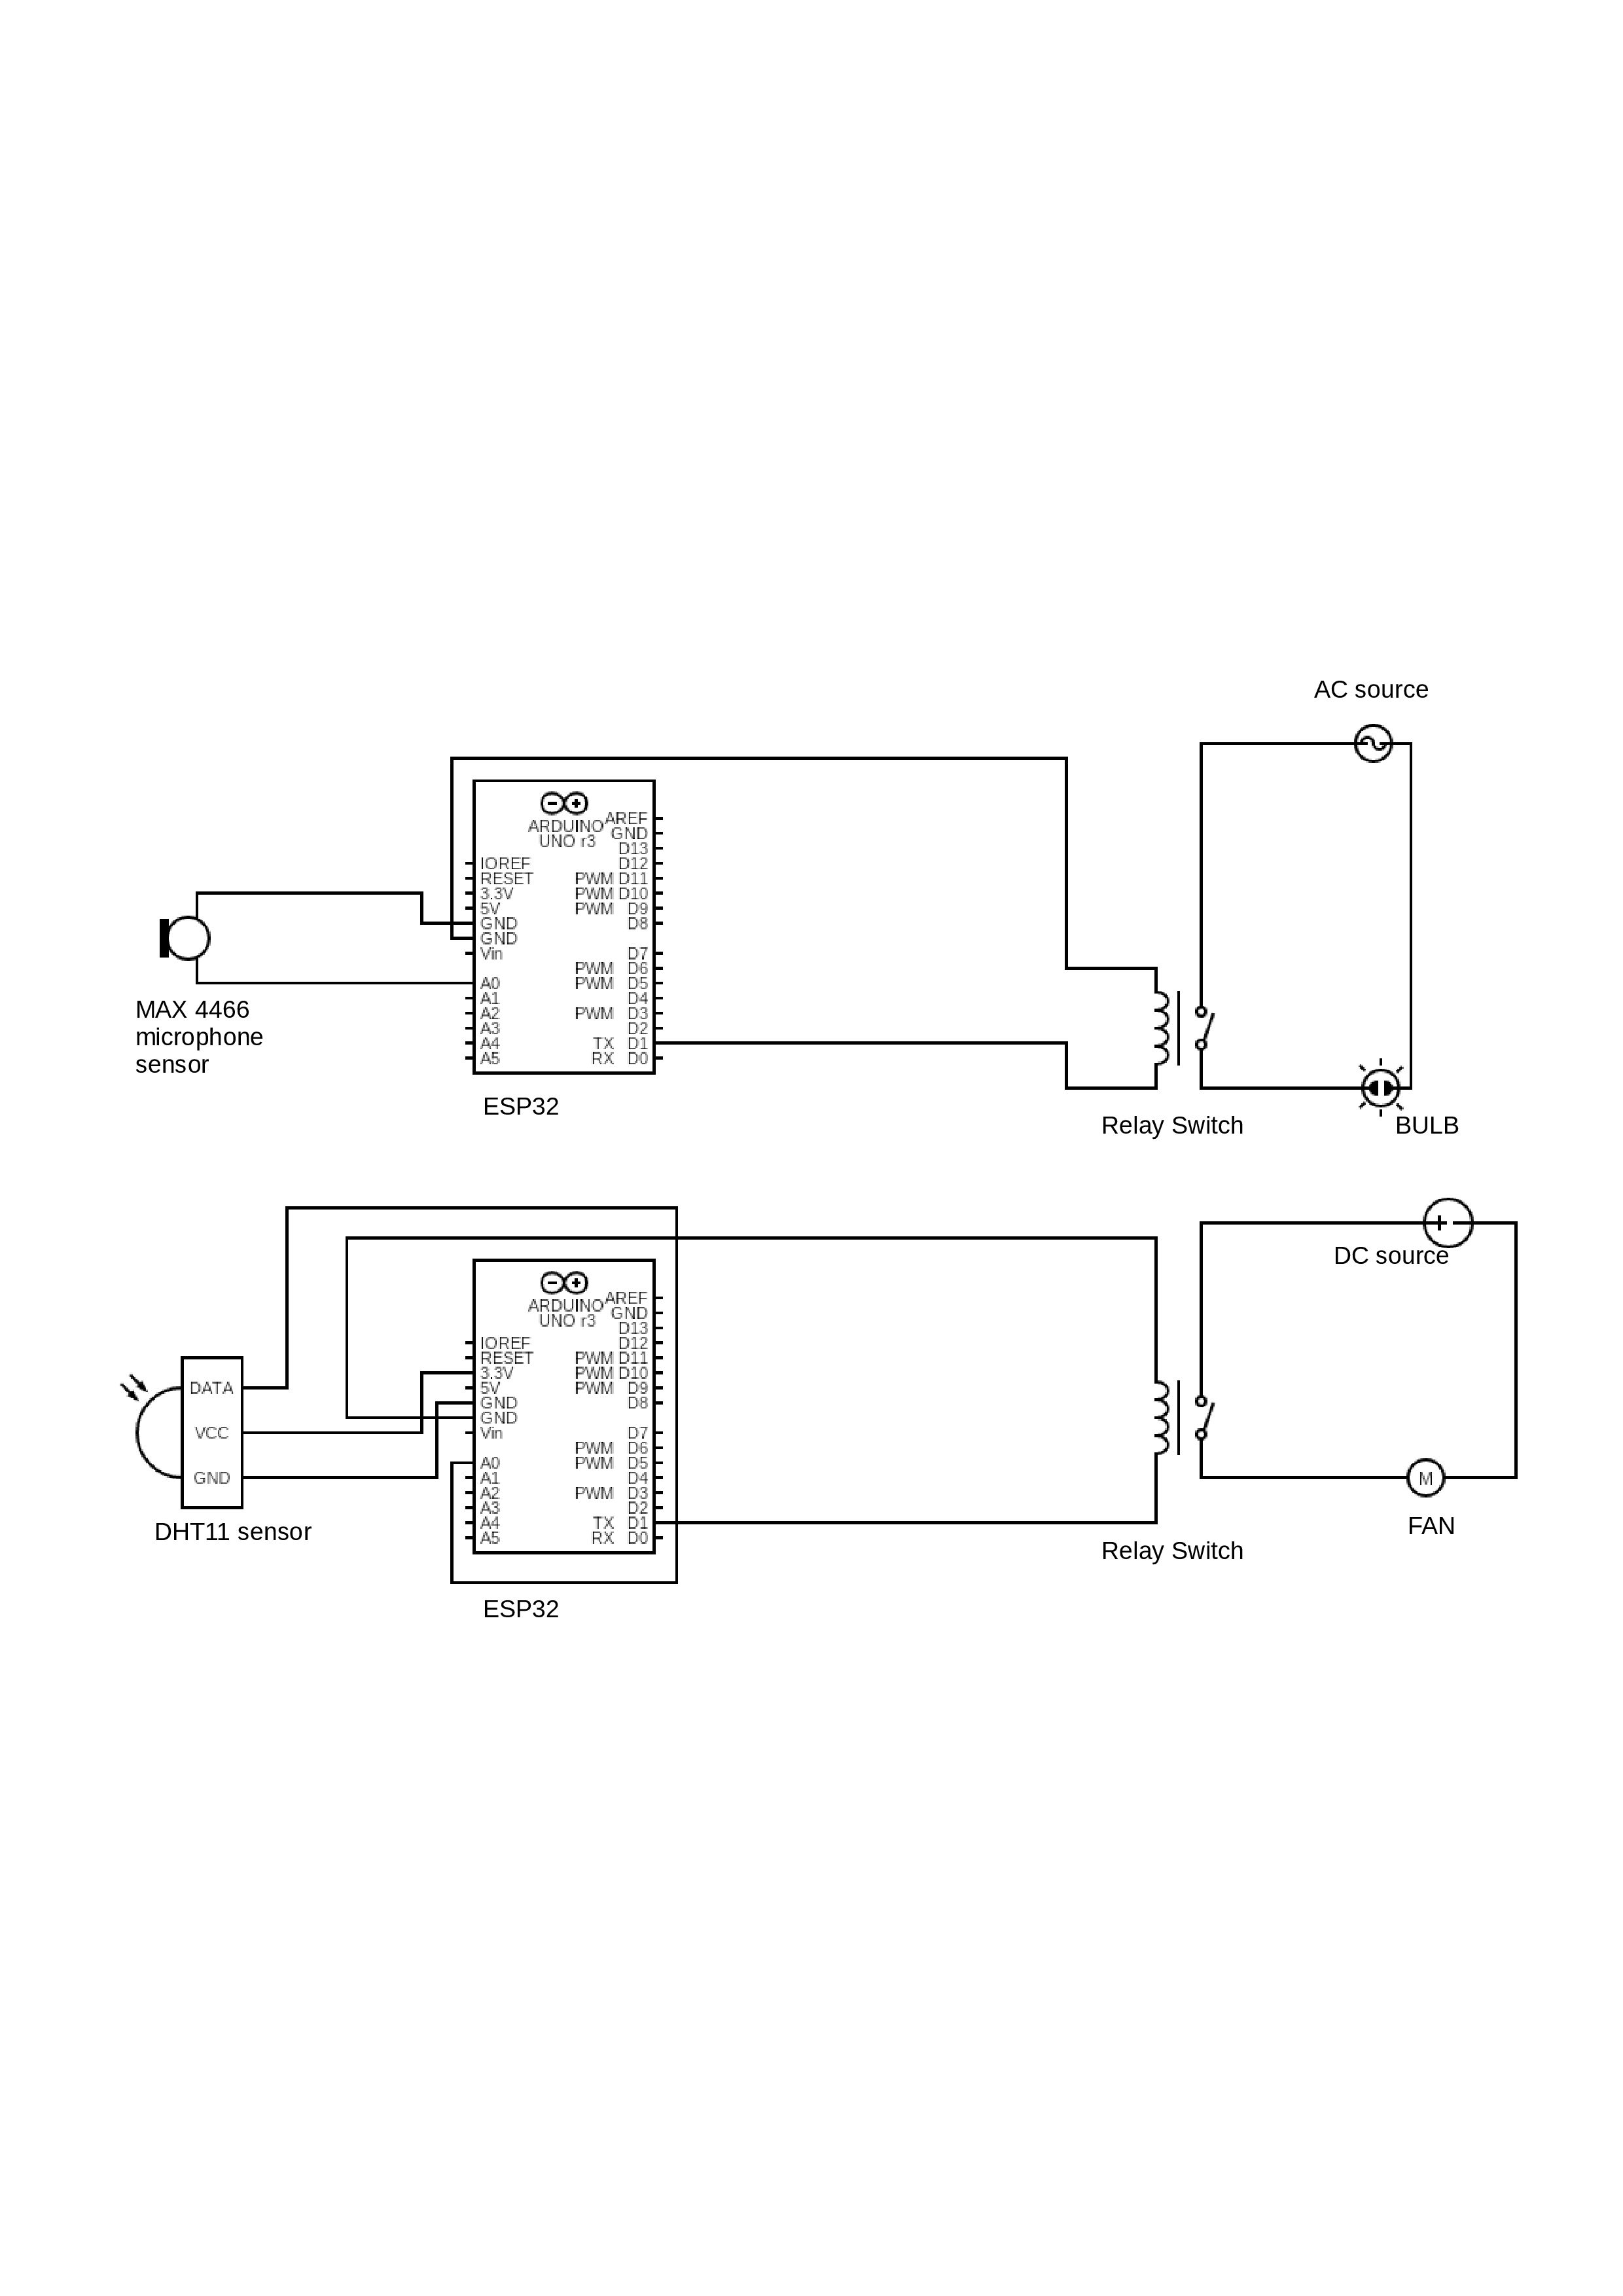 AC source
ARDUINO
UNO r3
AREF
GND
D13
IOREF
D12
RESET
PWM D11
3.3V
PWM D10
5V
PWM D9
GND
D8
GND
Vin
D7
PWM D6
A0
PWM D5
A1
D4
A2
PWM D3
A3
D2
A4
TX D1
A5
RX D0
MAX 4466
microphone
sensor
ESP32
Relay Switch
BULB
DC source
ARDUINO
UNO r3
AREF
GND
D13
IOREF
D12
RESET
PWM D11
3.3V
PWM D10
5V
PWM D9
GND
D8
GND
Vin
D7
PWM D6
A0
PWM D5
A1
D4
A2
PWM D3
A3
D2
A4
TX D1
A5
RX D0
DATA
VCC
GND
DHT11 sensor
M
FAN
Relay Switch
ESP32